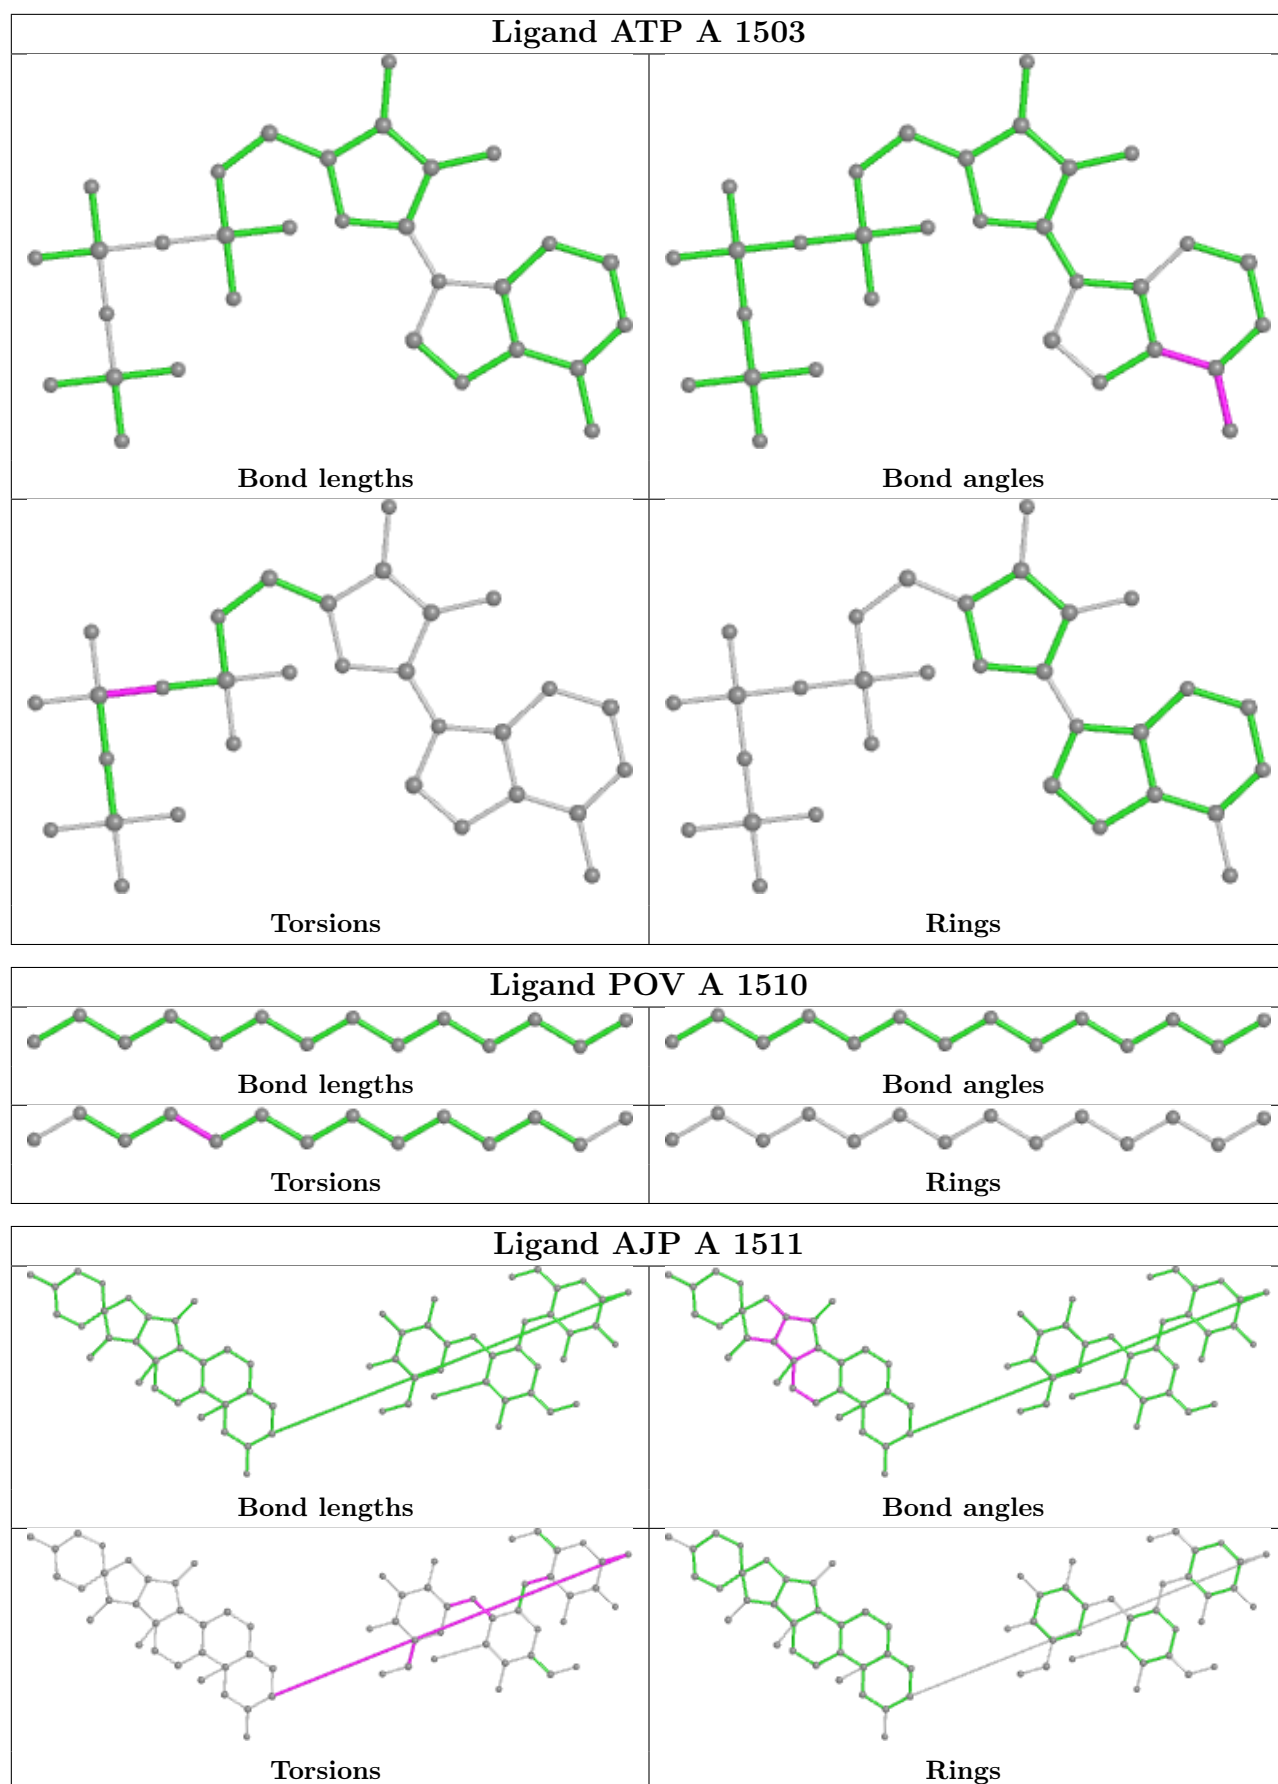 Ligand ATP A 1503
Bond lengths
Bond angles
Torsions
Rings
Ligand POV A 1510
Bond lengths
Bond angles
Torsions
Rings
Ligand AJP A 1511
Bond lengths
Bond angles
Torsions
Rings